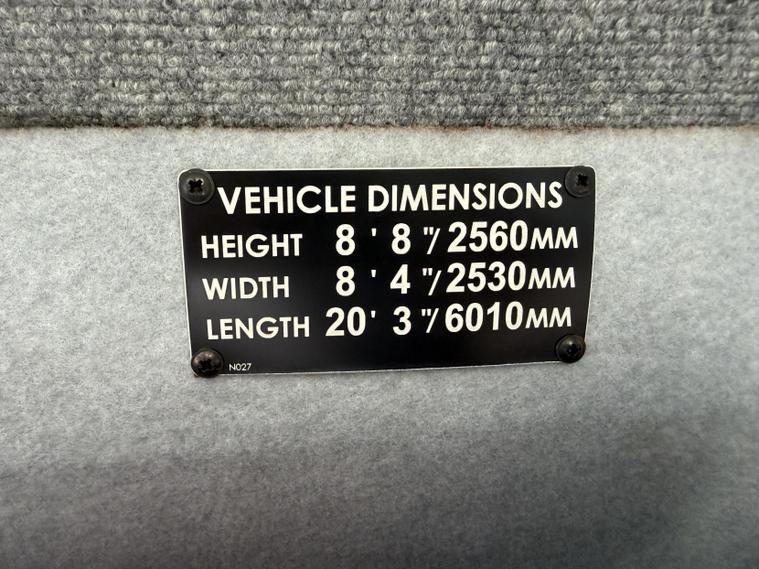 VEHICLE DIMENSIONS
HEIGHT 8 ' 8 "/2560MM
WIDTH 8 ' 4 "/2530MM
LENGTH 20 ' 3 "/6010MM
N027